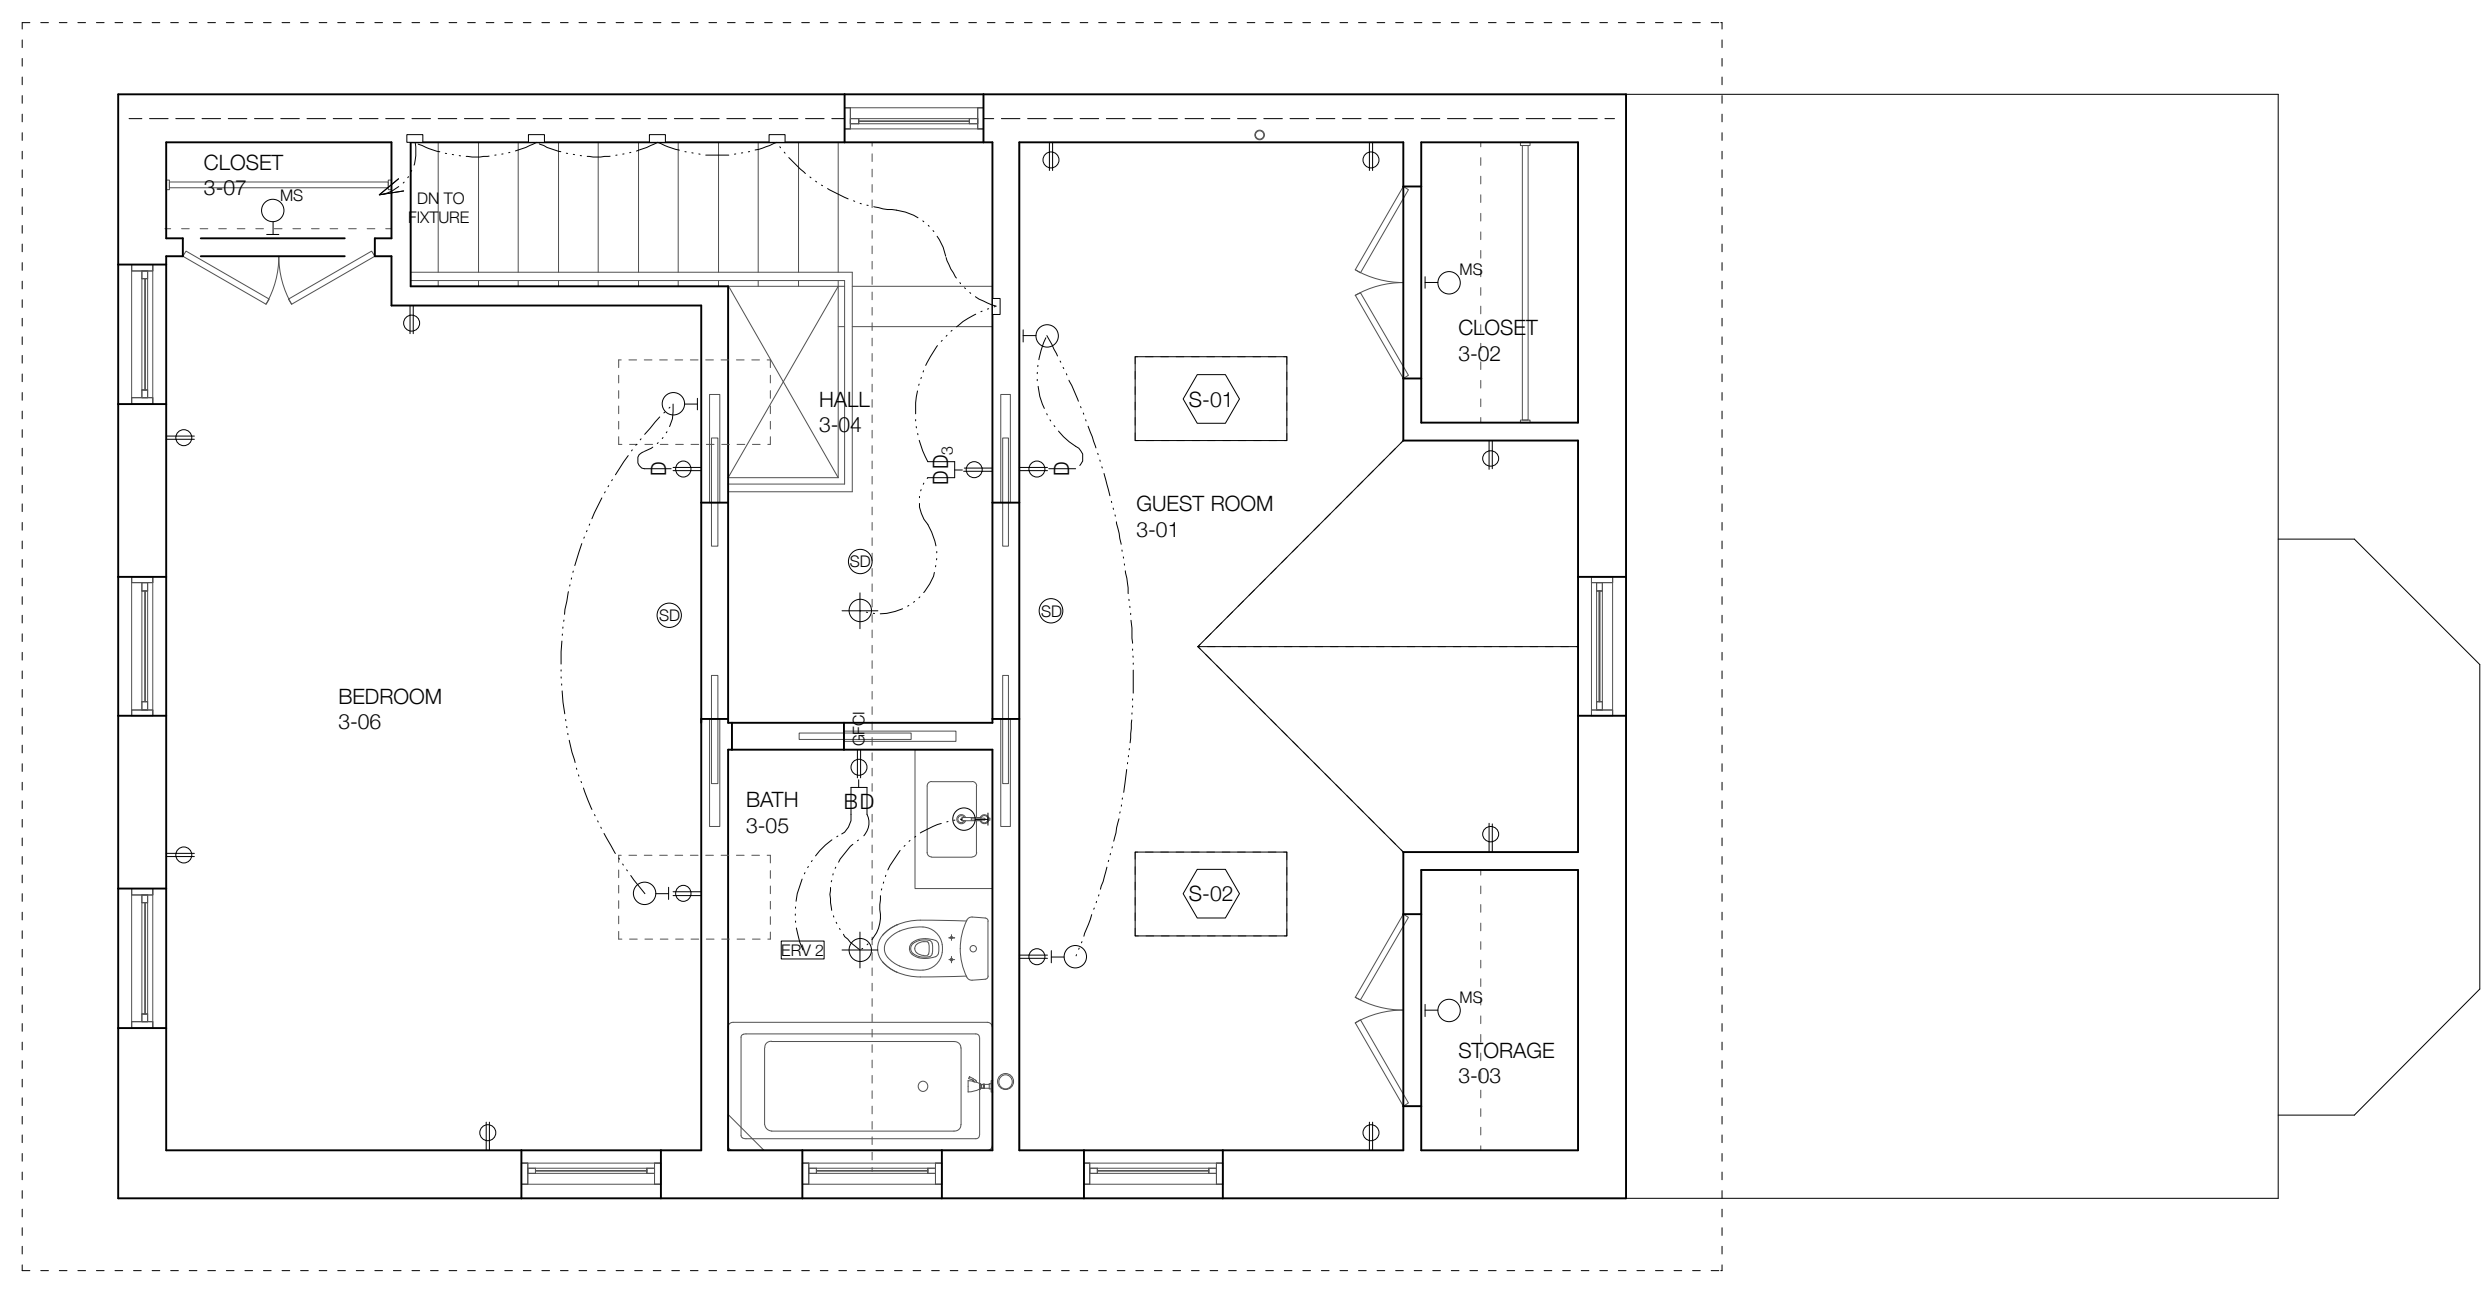 CLOSET
3-07
MS
DN TO
FIXTURE
MS
CLOSET
3-02
S-01
HALL
3-04
D
DD3
D
GUEST ROOM
3-01
SD
SD
SD
BEDROOM
3-06
GFCI
BATH
3-05
BD
ERV 2
S-02
MS
STORAGE
3-03